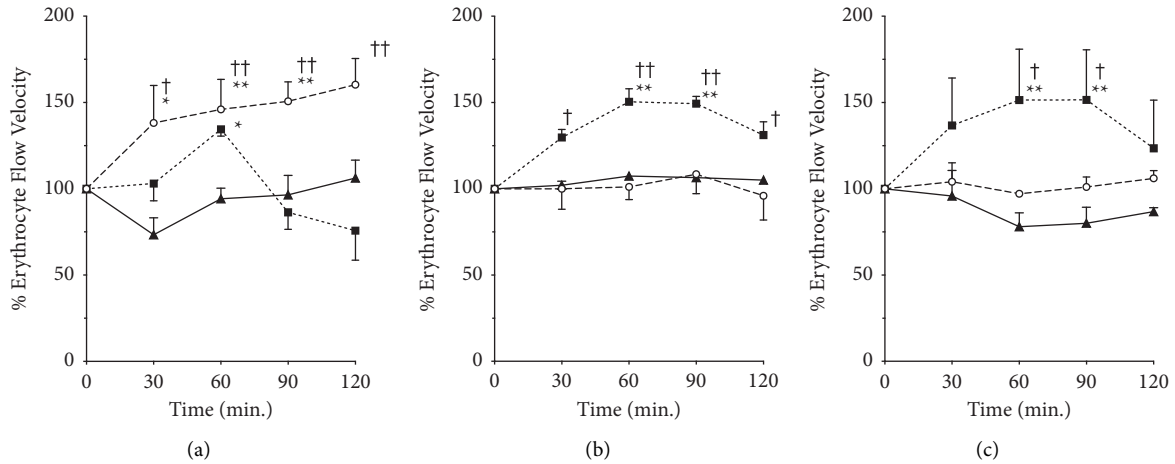 200
150
100
50
0
% Erythrocyte Flow Velocity
†
*
††
**
*
††
**
††
0 30 60 90 120
Time (min.)
(a)
200
150
100
50
0
% Erythrocyte Flow Velocity
†
††
**
††
**
†
0 30 60 90 120
Time (min.)
(b)
200
150
100
50
0
% Erythrocyte Flow Velocity
†
**
†
**
0 30 60 90 120
Time (min.)
(c)